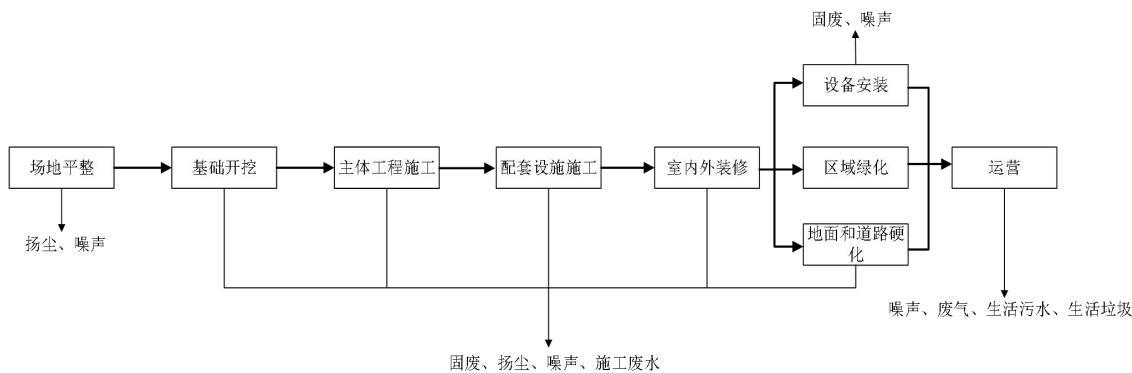 固废、噪声
设备安装
场地平整
基础开挖
主体工程施工
配套设施施工
室内外装修
区域绿化
运营
地面和道路硬
化
扬尘、噪声
噪声、废气、生活污水、生活垃圾
固废、扬尘、噪声、施工废水